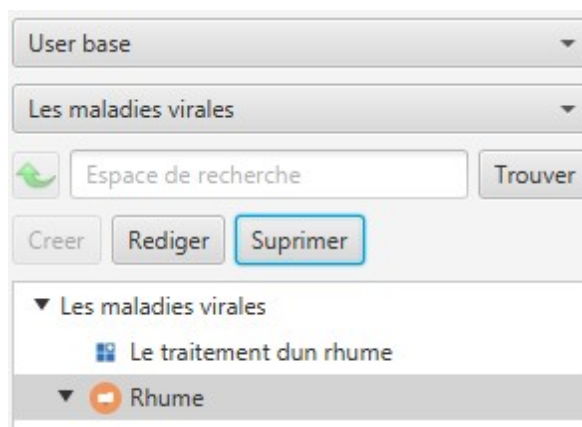 User base
Les maladies virales
Espace de recherche Trouver
Creer Rediger Suprimer
Les maladies virales
Le traitement dun rhume
Rhume